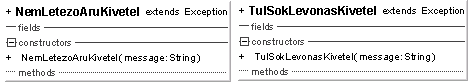 + NemLetezoAruKivetel extends Exception
fields
constructors
+ NemLetezoAruKivetel( message:String )
methods
+ TulSokLevonasKivetel extends Exception
fields
constructors
+ TulSokLevonasKivetel( message:String )
methods